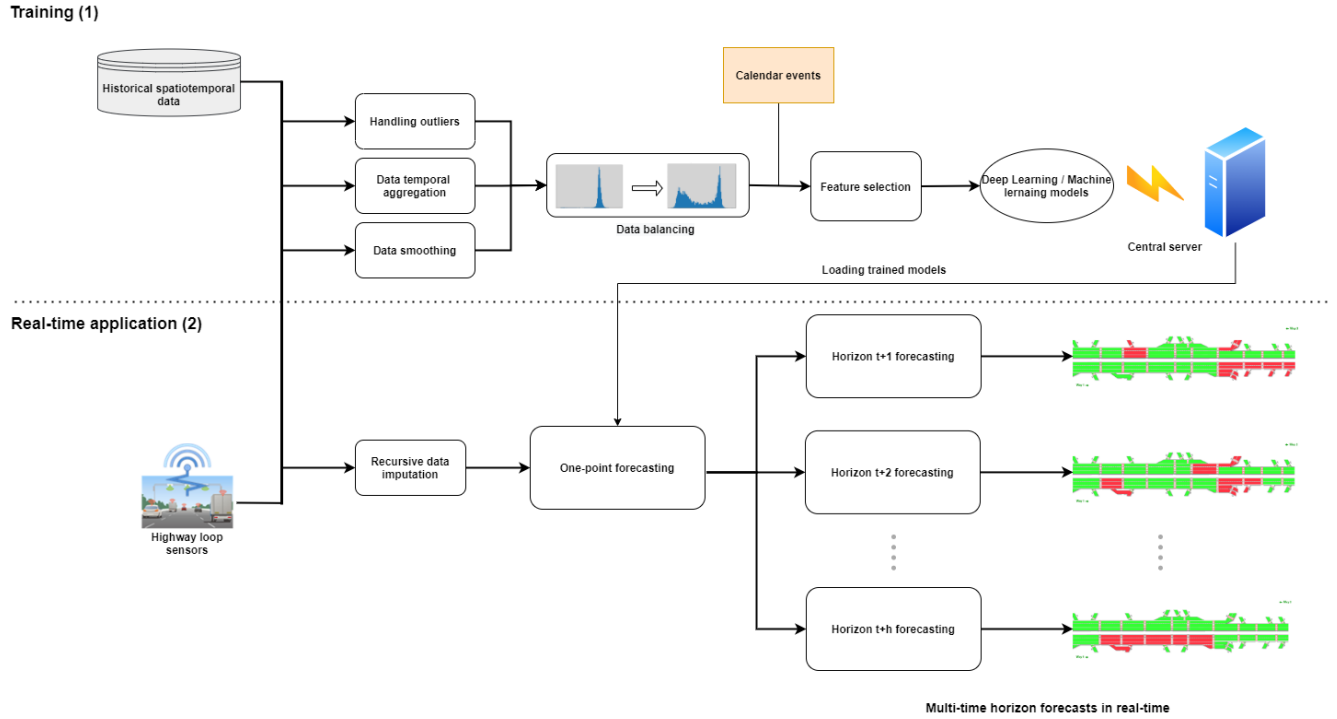 Training (1)
Historical spatiotemporal
data
Handling outliers
Data temporal
aggregation
Data smoothing
Data balancing
Calendar events
Feature selection
Deep Learning / Machine
lernaing models
Central server
Loading trained models
Real-time application (2)
Highway loop
sensors
Recursive data
imputation
One-point forecasting
Horizon t+1 forecasting
Horizon t+2 forecasting
Horizon t+h forecasting
Multi-time horizon forecasts in real-time